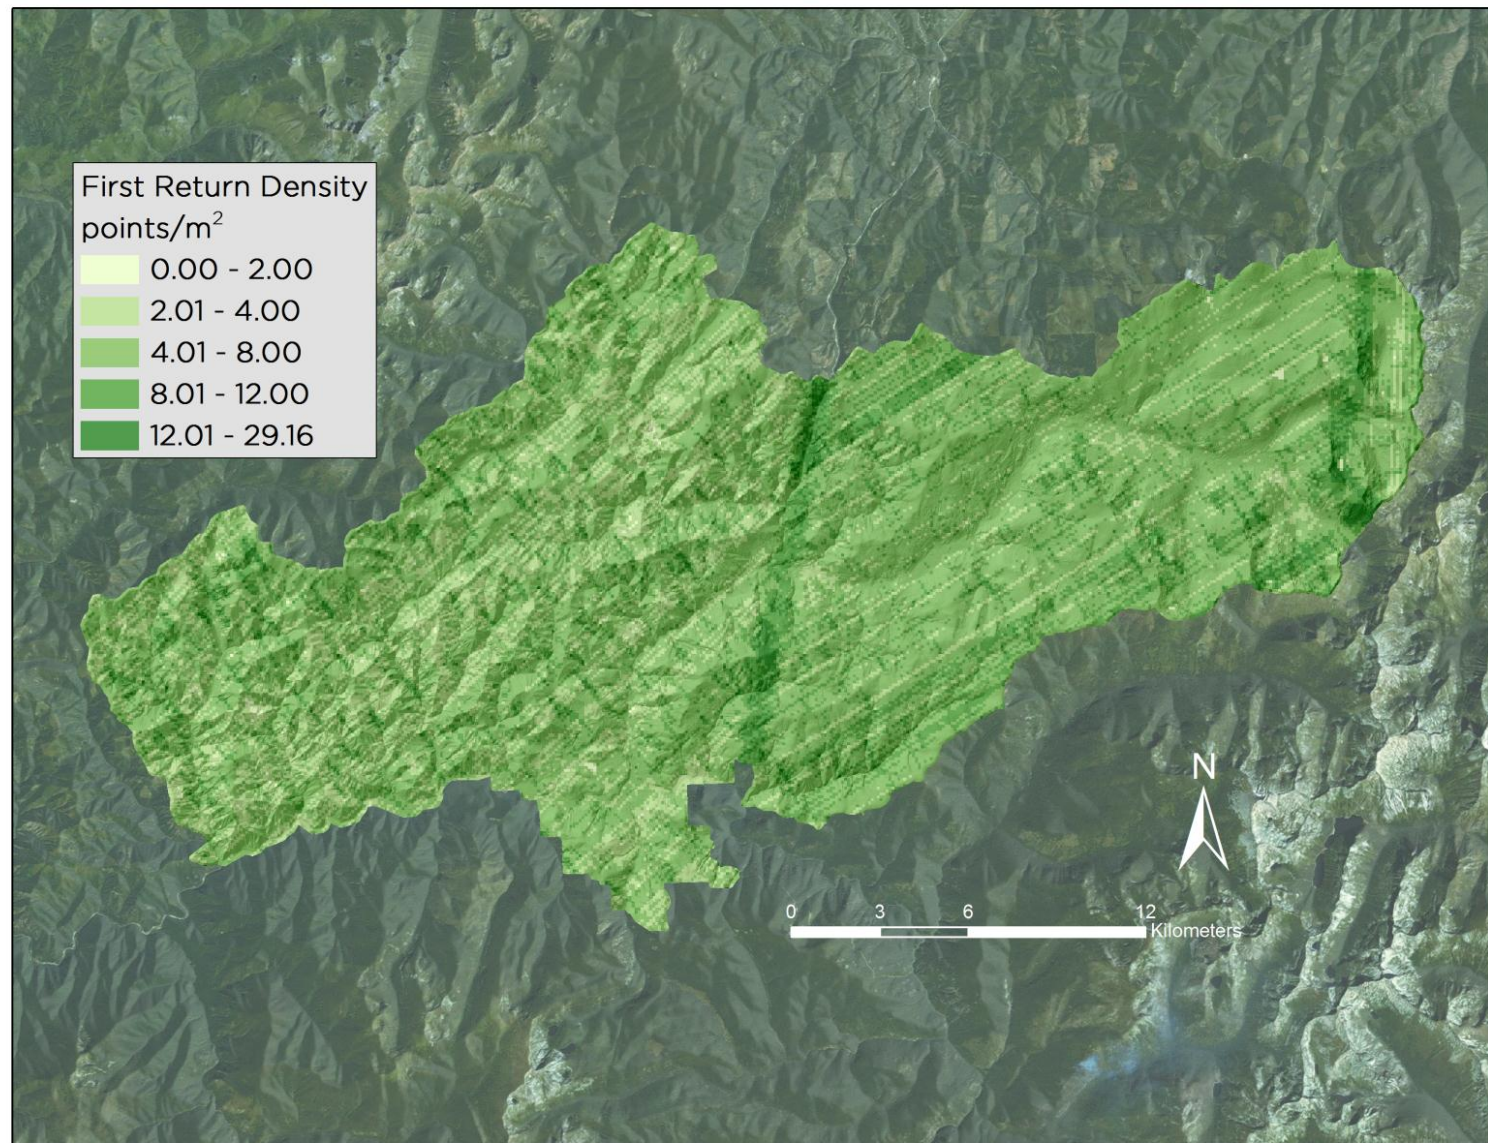 First Return Density
points/m²
0.00 - 2.00
2.01 - 4.00
4.01 - 8.00
8.01 - 12.00
12.01 - 29.16
N
0 3 6 12
Kilometers